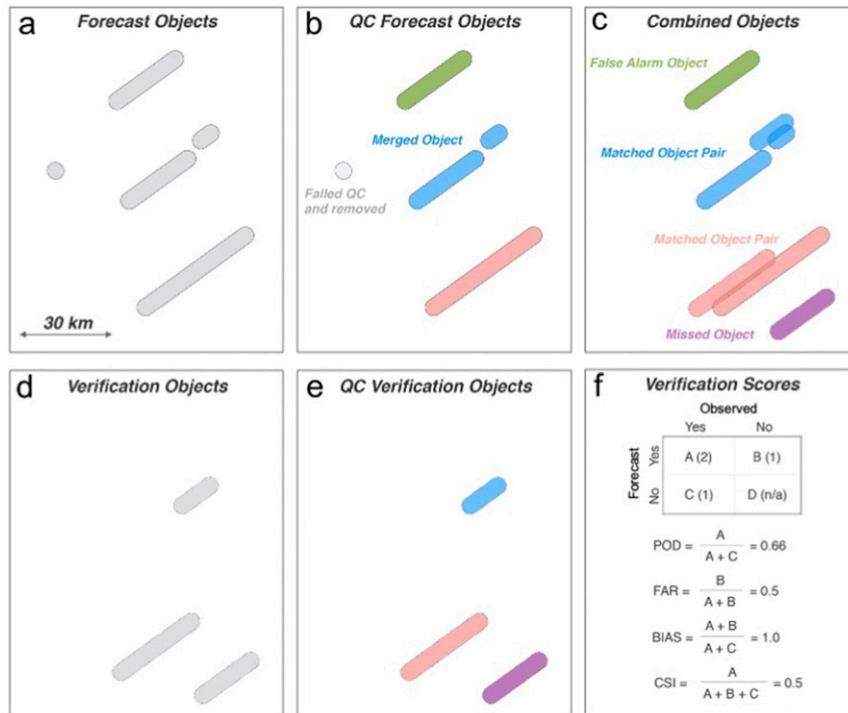 a Forecast Objects
30 km
b QC Forecast Objects
Merged Object
Failed QC
and removed
c Combined Objects
False Alarm Object
Matched Object Pair
Matched Object Pair
Missed Object
d Verification Objects
e QC Verification Objects
f Verification Scores
Observed
Yes No
Forecast
Yes A (2) B (1)
No C (1) D (n/a)
POD = A / A + C = 0.66
FAR = B / A + B = 0.5
BIAS = A + B / A + C = 1.0
CSI = A / A + B + C = 0.5